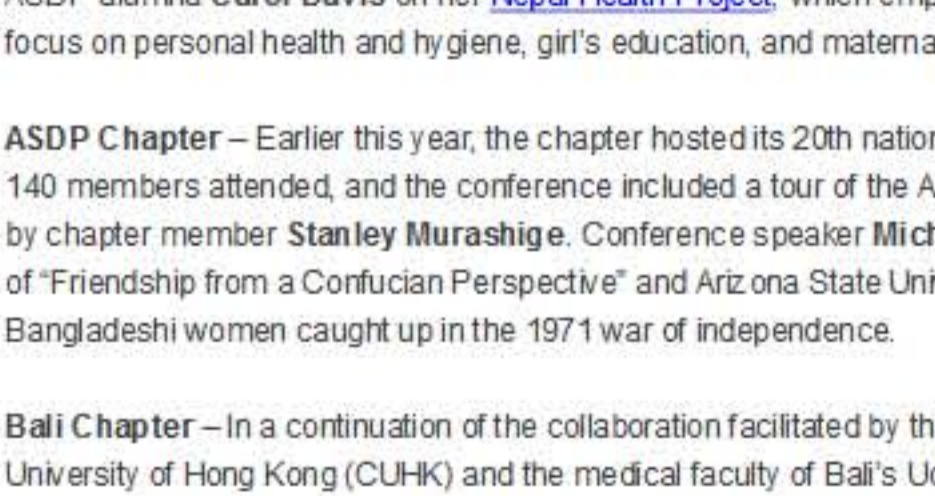 ASDP alumna Carol Davis on her Nepal Health Project, which emp
focus on personal health and hygiene, girl's education, and materna
ASDP Chapter – Earlier this year, the chapter hosted its 20th nation
140 members attended, and the conference included a tour of the A
by chapter member Stanley Murashige. Conference speaker Mich
of “Friendship from a Confucian Perspective” and Arizona State Uni
Bangladeshi women caught up in the 1971 war of independence.
Bali Chapter – In a continuation of the collaboration facilitated by th
University of Hong Kong (CUHK) and the medical faculty of Bali's Ud